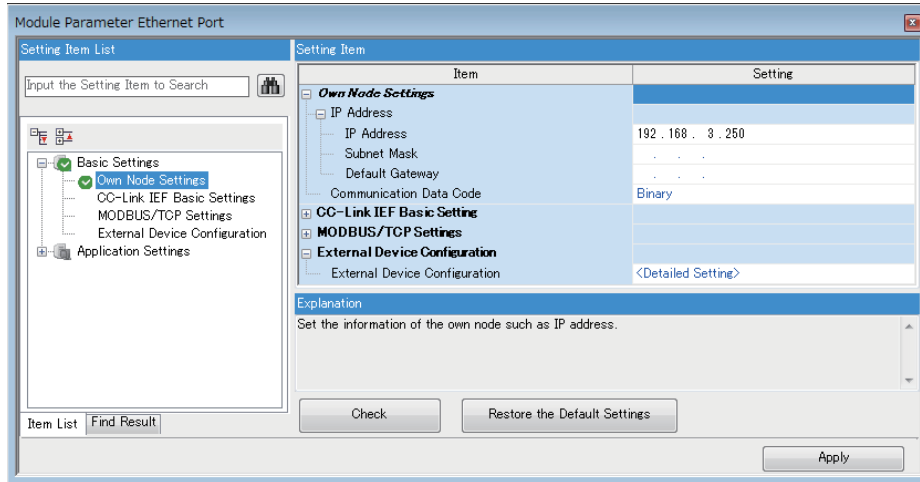 Module Parameter Ethernet Port
Setting Item List
Input the Setting Item to Search
Basic Settings
Own Node Settings
CC-Link IEF Basic Settings
MODBUS/TCP Settings
External Device Configuration
Application Settings
Item List Find Result
Setting Item
Item Setting
Own Node Settings
IP Address
IP Address 192 . 168 . 3 . 250
Subnet Mask . . .
Default Gateway . . .
Communication Data Code Binary
CC-Link IEF Basic Setting
MODBUS/TCP Settings
External Device Configuration
External Device Configuration <Detailed Setting>
Explanation
Set the information of the own node such as IP address.
Check Restore the Default Settings
Apply